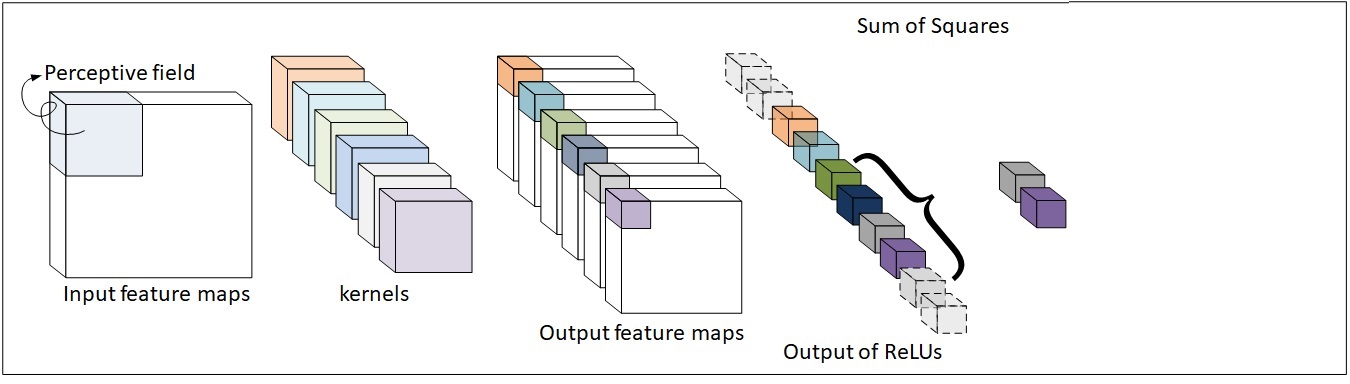 Sum of Squares
Perceptive field
Input feature maps
kernels
Output feature maps
Output of ReLUs